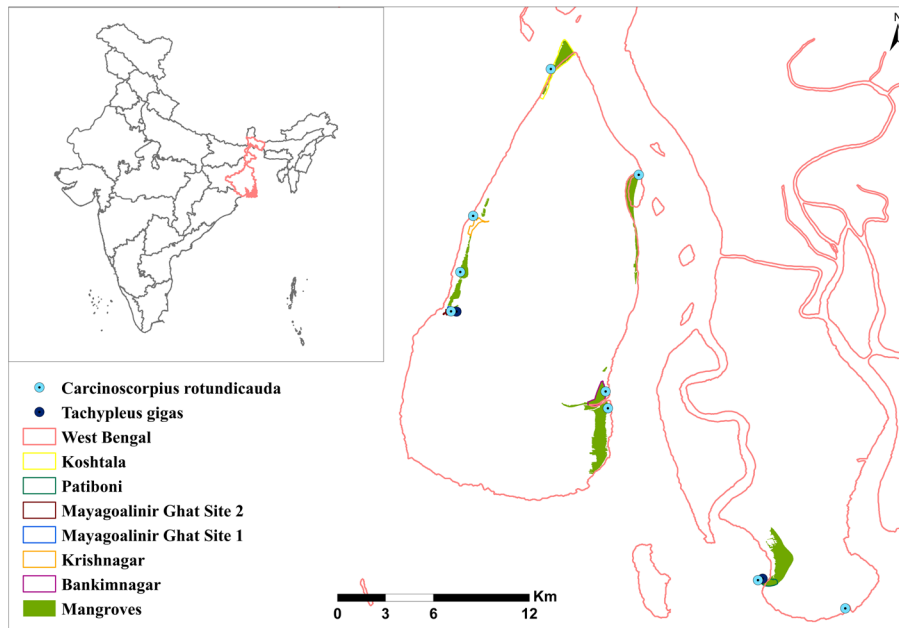 N
Carcinoscorpius rotundicauda
Tachypleus gigas
West Bengal
Koshtala
Patiboni
Mayagoalinir Ghat Site 2
Mayagoalinir Ghat Site 1
Krishnagar
Bankimnagar
Mangroves
0 3 6 12
Km